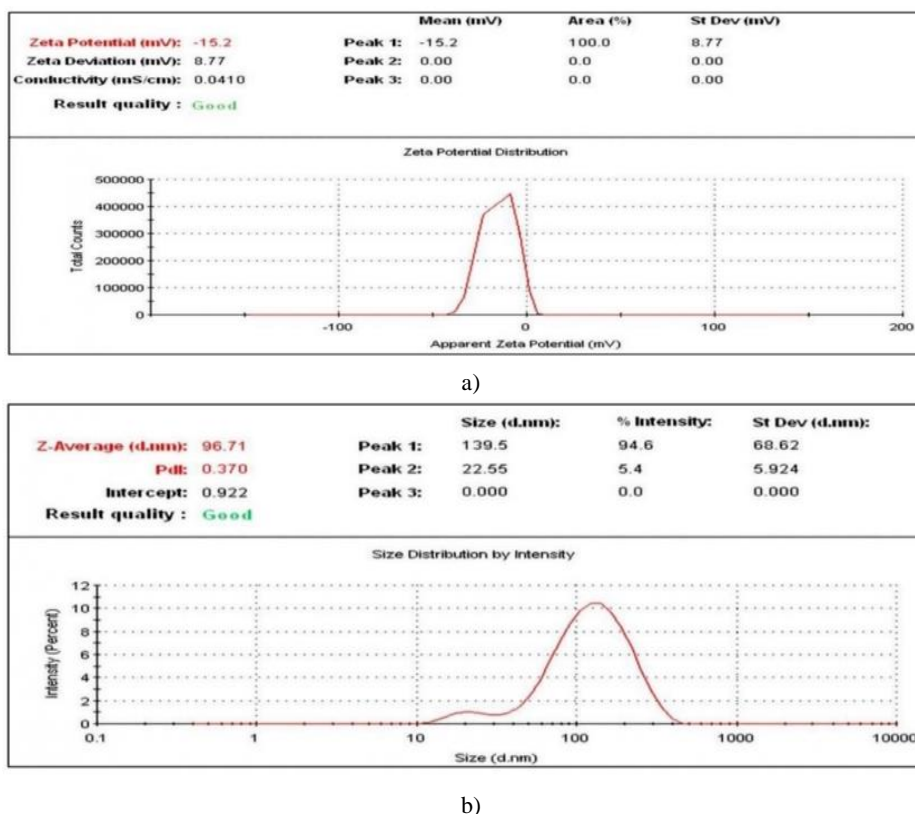 Mean (mV) Area (%) St Dev (mV)
Zeta Potential (mV): -15.2 Peak 1: -15.2 100.0 8.77
Zeta Deviation (mV): 8.77 Peak 2: 0.00 0.0 0.00
Conductivity (mS/cm): 0.0410 Peak 3: 0.00 0.0 0.00
Result quality : Good
Zeta Potential Distribution
Total Counts
500000
400000
300000
200000
100000
0
-100 0 100 200
Apparent Zeta Potential (mV)
a)
Size (d.nm): % Intensity: St Dev (d.nm):
Z-Average (d.nm): 96.71 Peak 1: 139.5 94.6 68.62
PdI: 0.370 Peak 2: 22.55 5.4 5.924
Intercept: 0.922 Peak 3: 0.000 0.0 0.000
Result quality : Good
Size Distribution by Intensity
Intensity (Percent)
12
10
8
6
4
2
0
0.1 1 10 100 1000 10000
Size (d.nm)
b)